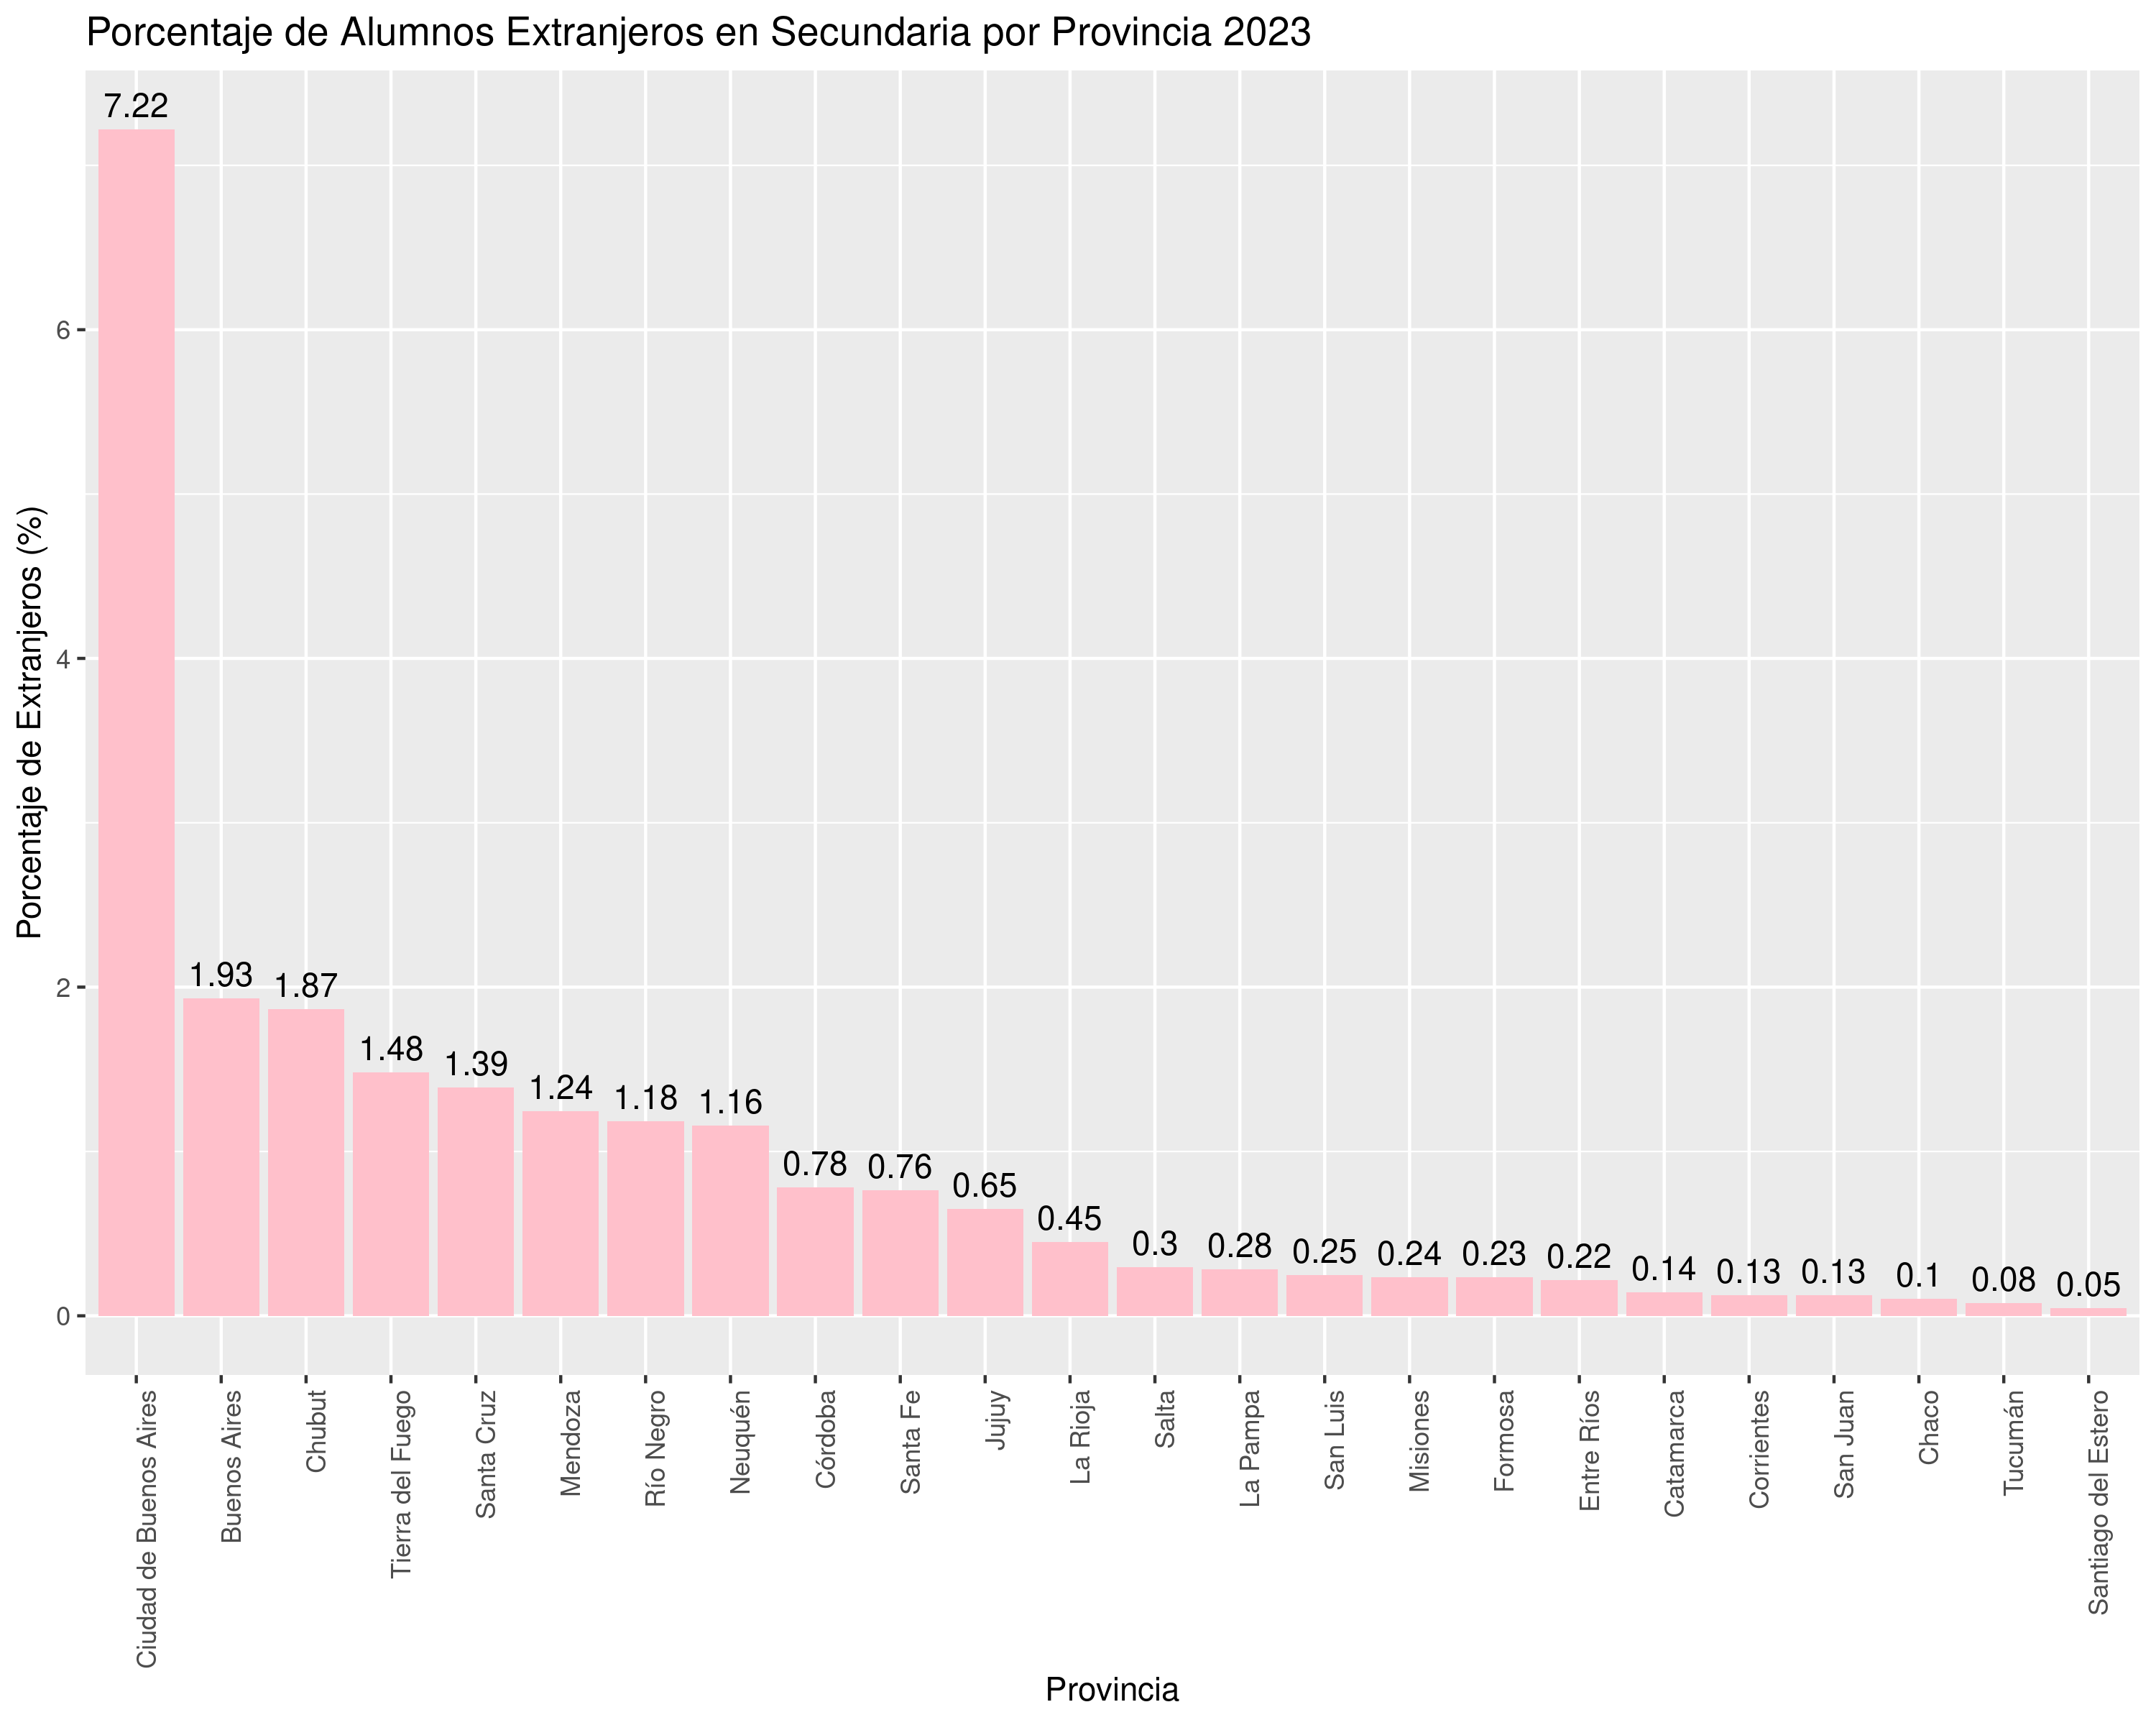 Porcentaje de Alumnos Extranjeros en Secundaria por Provincia 2023
Porcentaje de Extranjeros (%)
6
4
2
0
7.22
1.93
1.87
1.48
1.39
1.24
1.18
1.16
0.78
0.76
0.65
0.45
0.3
0.28
0.25
0.24
0.23
0.22
0.14
0.13
0.13
0.1
0.08
0.05
Ciudad de Buenos Aires
Buenos Aires
Chubut
Tierra del Fuego
Santa Cruz
Mendoza
Río Negro
Neuquén
Córdoba
Santa Fe
Jujuy
La Rioja
Salta
La Pampa
San Luis
Misiones
Formosa
Entre Ríos
Catamarca
Corrientes
San Juan
Chaco
Tucumán
Santiago del Estero
Provincia